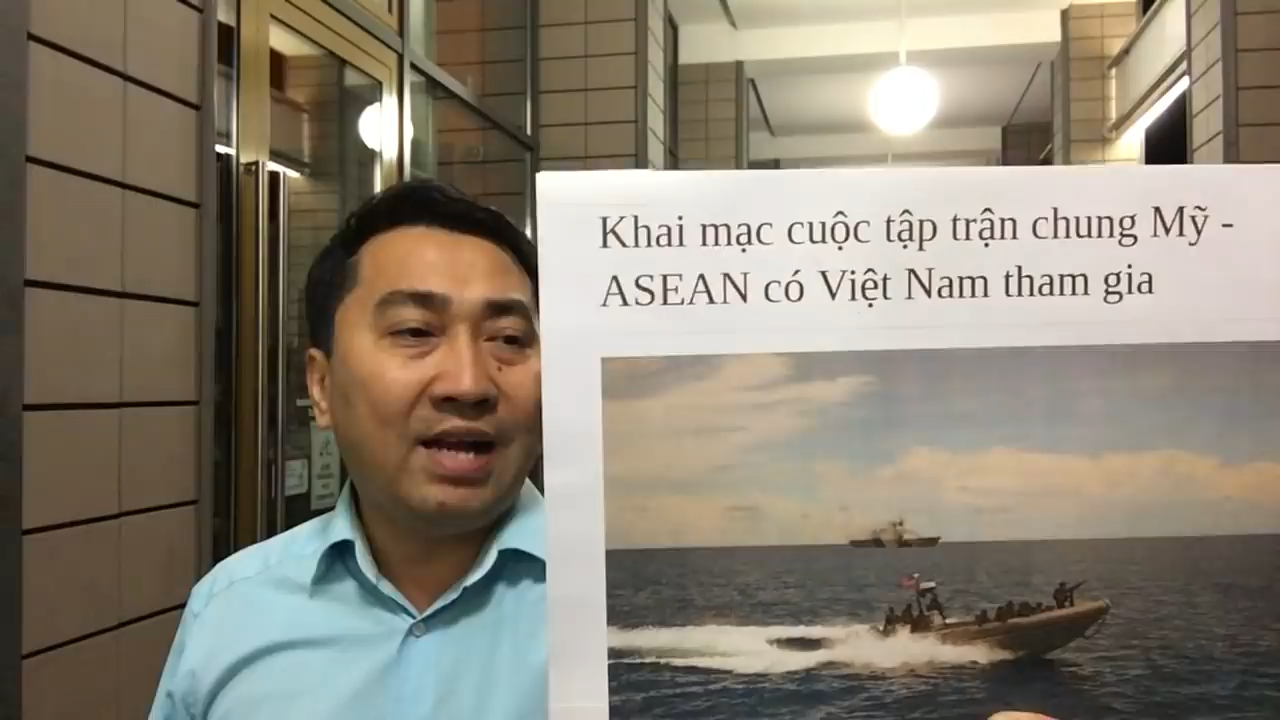 Khai mạc cuộc tập trận chung Mỹ -
ASEAN có Việt Nam tham gia